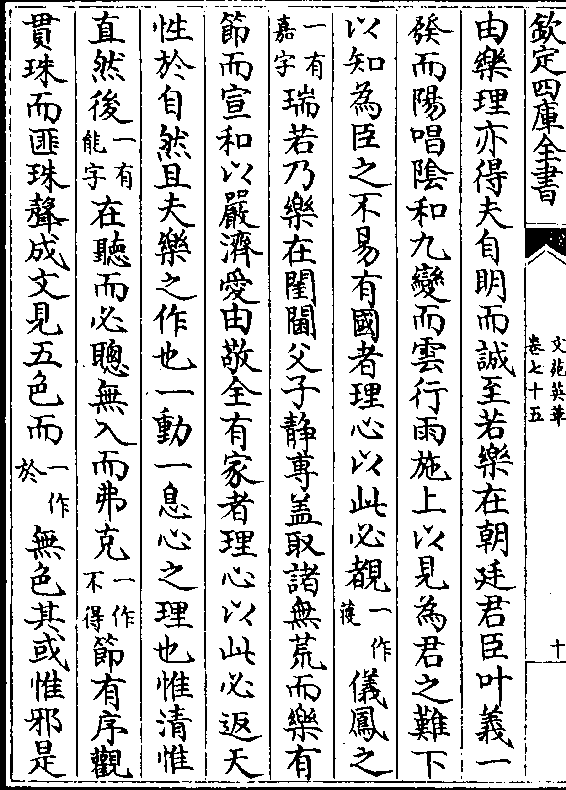 欽定四庫全書
文苑英華
卷七十五
十
由樂理亦得夫自明而誠至若樂在朝廷君臣叶義一
發而陽唱陰和九變而雲行雨施上以見為君之難下
以知為臣之不易有國者理心以此必覩一作獲儀鳳之
一有嘉字瑞若乃樂在閨閫父子静專盖取諸無荒而樂有
節而宣和以嚴濟愛由敬全有家者理心以此必返天
性於自然且夫樂之作也一動一息心之理也惟清惟
直然後一有能字在聽而必聰無入而弗克一作不得節有序觀
貫珠而匪珠聲成文見五色而一作於無色其或惟邪是